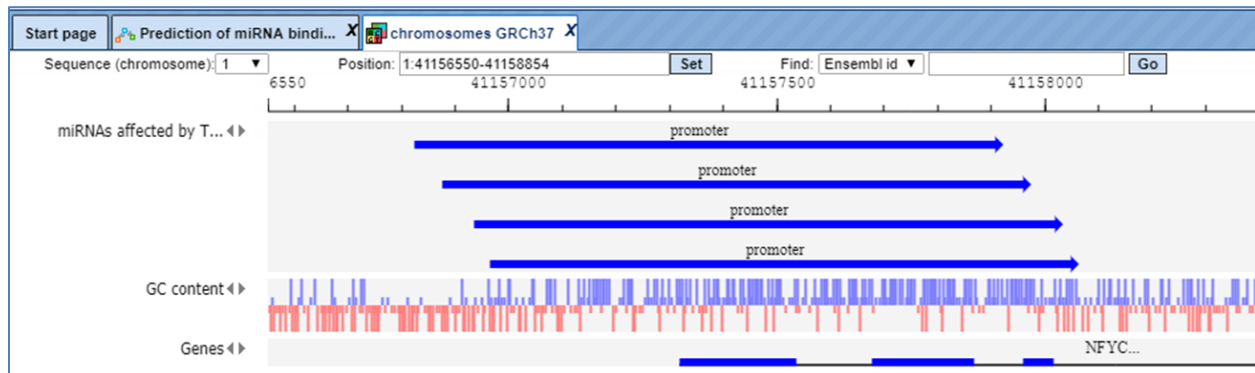 Start page Prediction of miRNA bindi... X chromosomes GRCh37 X
Sequence (chromosome): 1 Position: 1:41156550-41158854 Set Find: Ensembl id Go
6550 41157000 41157500 41158000
miRNAs affected by T... promoter
promoter
promoter
promoter
GC content
Genes NFYC...